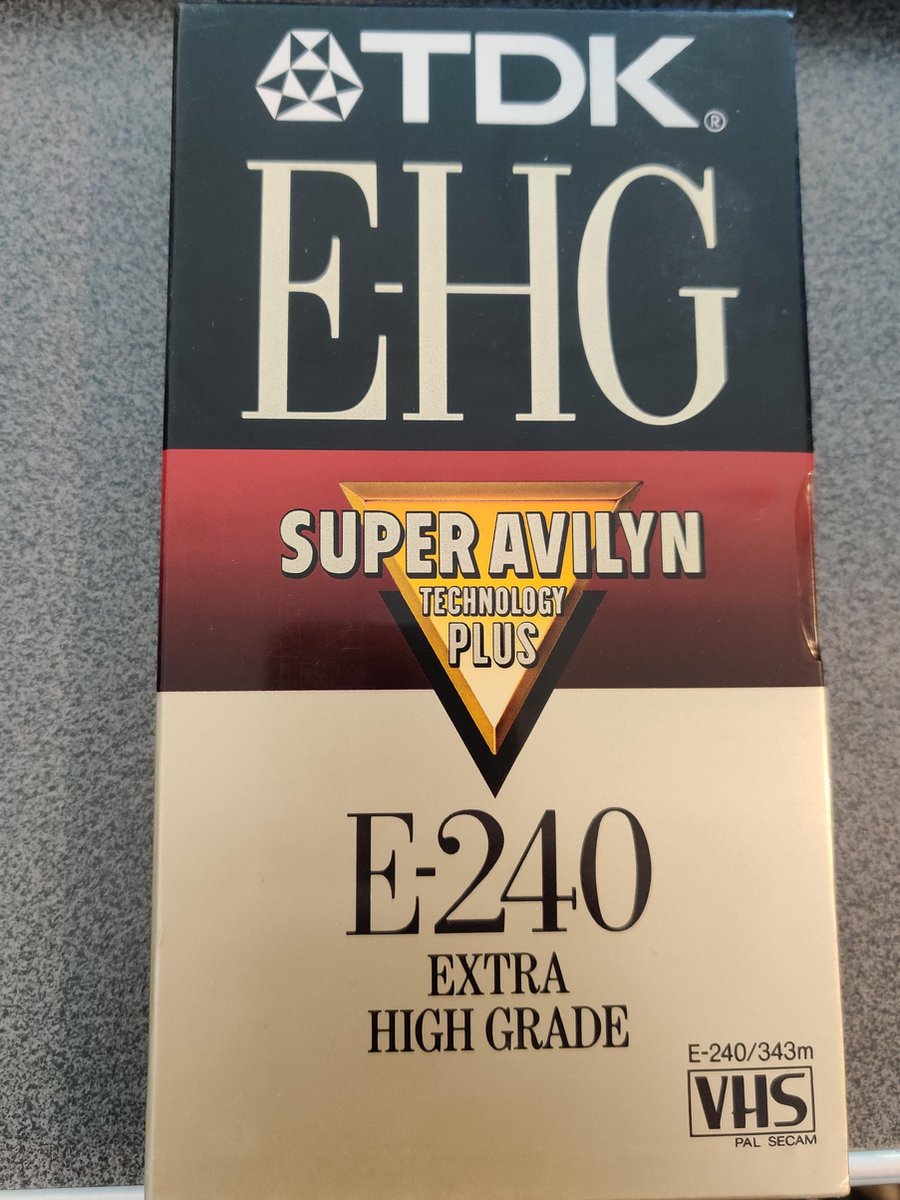 TDK®
E-HG
SUPER AVILYN
TECHNOLOGY
PLUS
E-240
EXTRA
HIGH GRADE
E-240/343m
VHS
PAL SECAM